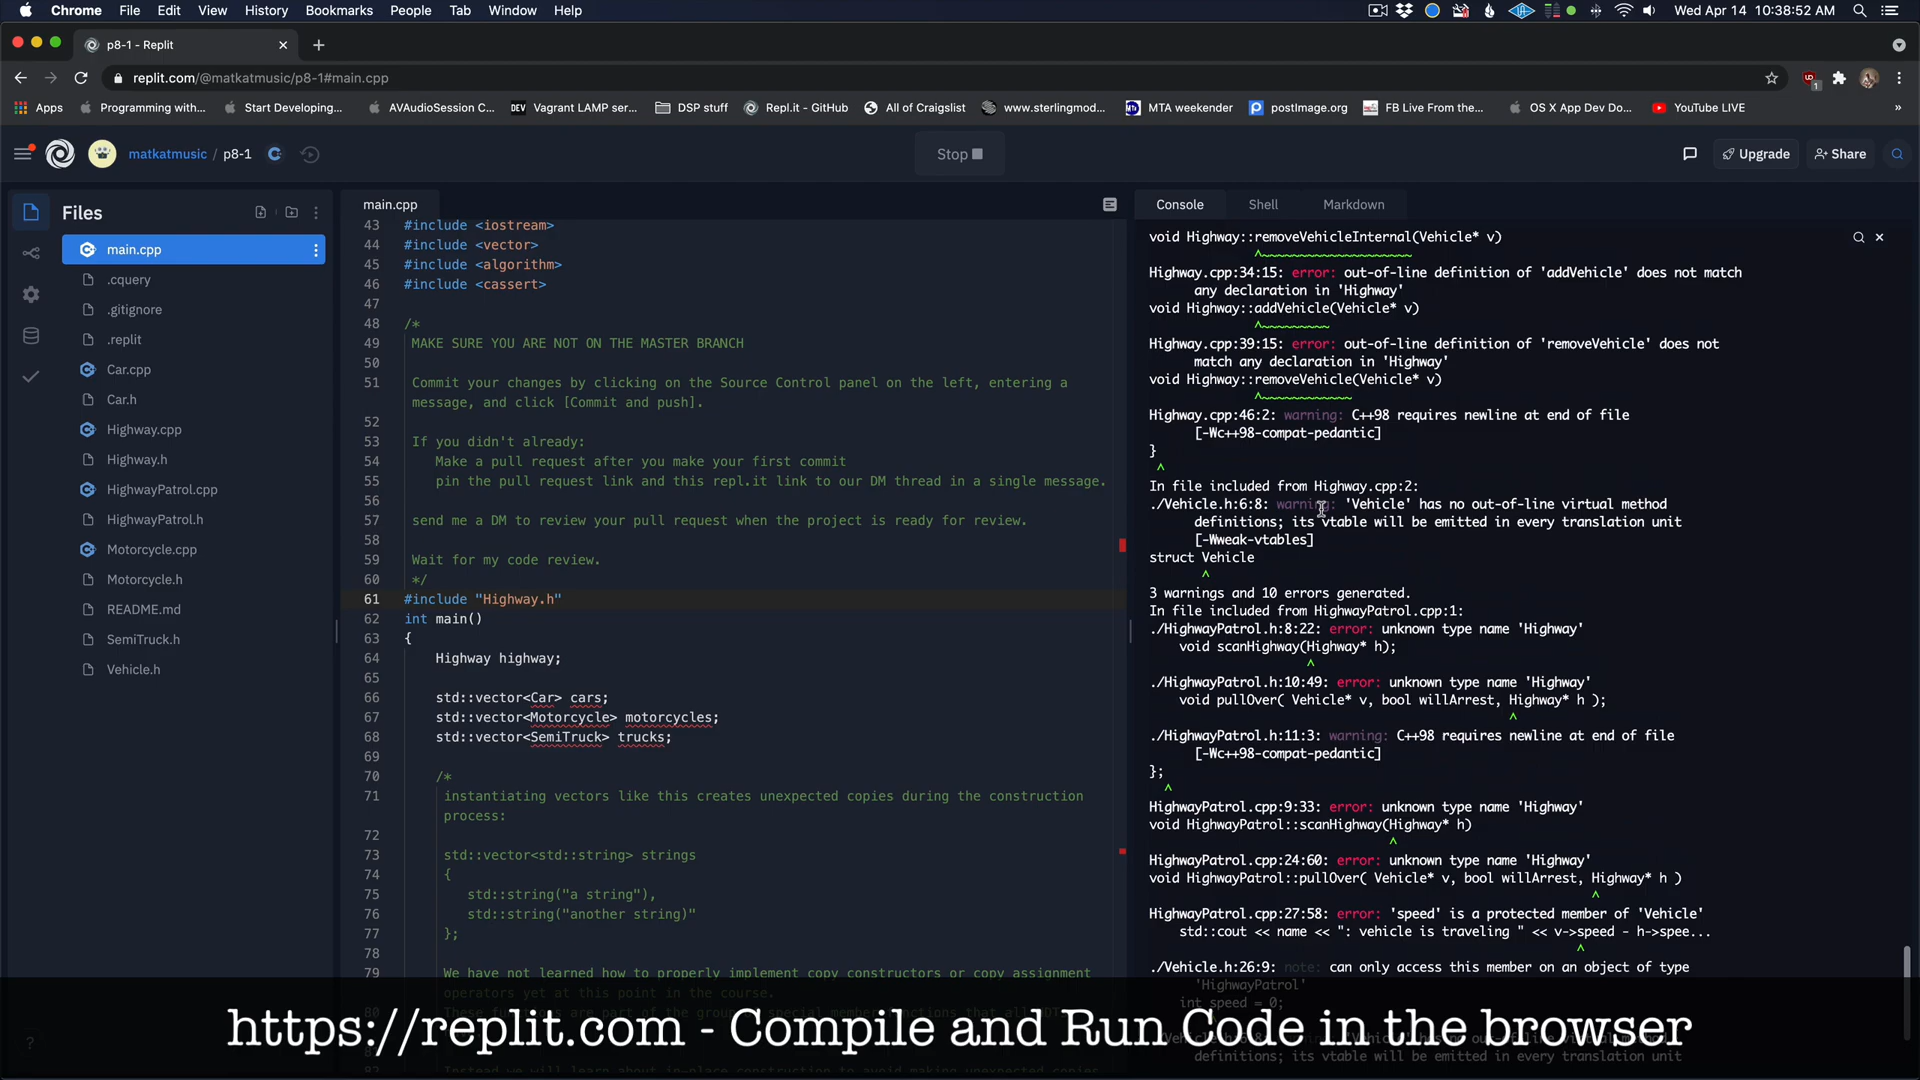 Chrome File Edit View History Bookmarks People Tab Window Help Wed Apr 14 10:38:52 AM
p8-1 - Replit
replit.com/@matkatmusic/p8-1#main.cpp
Apps Programming with... Start Developing... AVAudioSession C... DEV Vagrant LAMP ser... DSP stuff Repl.it - GitHub All of Craigslist www.sterlingmod... MTA weekender postImage.org FB Live From the... OS X App Dev Do... YouTube LIVE »
matkatmusic / p8-1 Stop Upgrade Share
Files
main.cpp
.cquery
.gitignore
.replit
Car.cpp
Car.h
Highway.cpp
Highway.h
HighwayPatrol.cpp
HighwayPatrol.h
Motorcycle.cpp
Motorcycle.h
README.md
SemiTruck.h
Vehicle.h
main.cpp
43 #include <iostream>
44 #include <vector>
45 #include <algorithm>
46 #include <cassert>
47
48 /*
49 MAKE SURE YOU ARE NOT ON THE MASTER BRANCH
50
51 Commit your changes by clicking on the Source Control panel on the left, entering a
message, and click [Commit and push].
52
53 If you didn't already:
54 Make a pull request after you make your first commit
55 pin the pull request link and this repl.it link to our DM thread in a single message.
56
57 send me a DM to review your pull request when the project is ready for review.
58
59 Wait for my code review.
60 */
61 #include "Highway.h"
62 int main()
63 {
64 Highway highway;
65
66 std::vector<Car> cars;
67 std::vector<Motorcycle> motorcycles;
68 std::vector<SemiTruck> trucks;
69
70 /*
71 instantiating vectors like this creates unexpected copies during the construction
process:
72
73 std::vector<std::string> strings
74 {
75 std::string("a string"),
76 std::string("another string)"
77 };
78
79 We have not learned how to properly implement copy constructors or copy assignment
operators yet at this point in the course.
Console Shell Markdown
void Highway::removeVehicleInternal(Vehicle* v)
^~~~~~~~~~~~~~~~~~~~~
Highway.cpp:34:15: error: out-of-line definition of 'addVehicle' does not match
any declaration in 'Highway'
void Highway::addVehicle(Vehicle* v)
^~~~~~~~~~
Highway.cpp:39:15: error: out-of-line definition of 'removeVehicle' does not
match any declaration in 'Highway'
void Highway::removeVehicle(Vehicle* v)
^~~~~~~~~~~~~
Highway.cpp:46:2: warning: C++98 requires newline at end of file
[-Wc++98-compat-pedantic]
}
^
In file included from Highway.cpp:2:
./Vehicle.h:6:8: warning: 'Vehicle' has no out-of-line virtual method
definitions; its vtable will be emitted in every translation unit
[-Wweak-vtables]
struct Vehicle
^
3 warnings and 10 errors generated.
In file included from HighwayPatrol.cpp:1:
./HighwayPatrol.h:8:22: error: unknown type name 'Highway'
void scanHighway(Highway* h);
^
./HighwayPatrol.h:10:49: error: unknown type name 'Highway'
void pullOver( Vehicle* v, bool willArrest, Highway* h );
^
./HighwayPatrol.h:11:3: warning: C++98 requires newline at end of file
[-Wc++98-compat-pedantic]
};
^
HighwayPatrol.cpp:9:33: error: unknown type name 'Highway'
void HighwayPatrol::scanHighway(Highway* h)
^
HighwayPatrol.cpp:24:60: error: unknown type name 'Highway'
void HighwayPatrol::pullOver( Vehicle* v, bool willArrest, Highway* h )
^
HighwayPatrol.cpp:27:58: error: 'speed' is a protected member of 'Vehicle'
std::cout << name << ": vehicle is traveling " << v->speed - h->spee...
^
./Vehicle.h:26:9: note: can only access this member on an object of type
'HighwayPatrol'
int speed = 0;
definitions; its vtable will be emitted in every translation unit
https://replit.com - Compile and Run Code in the browser